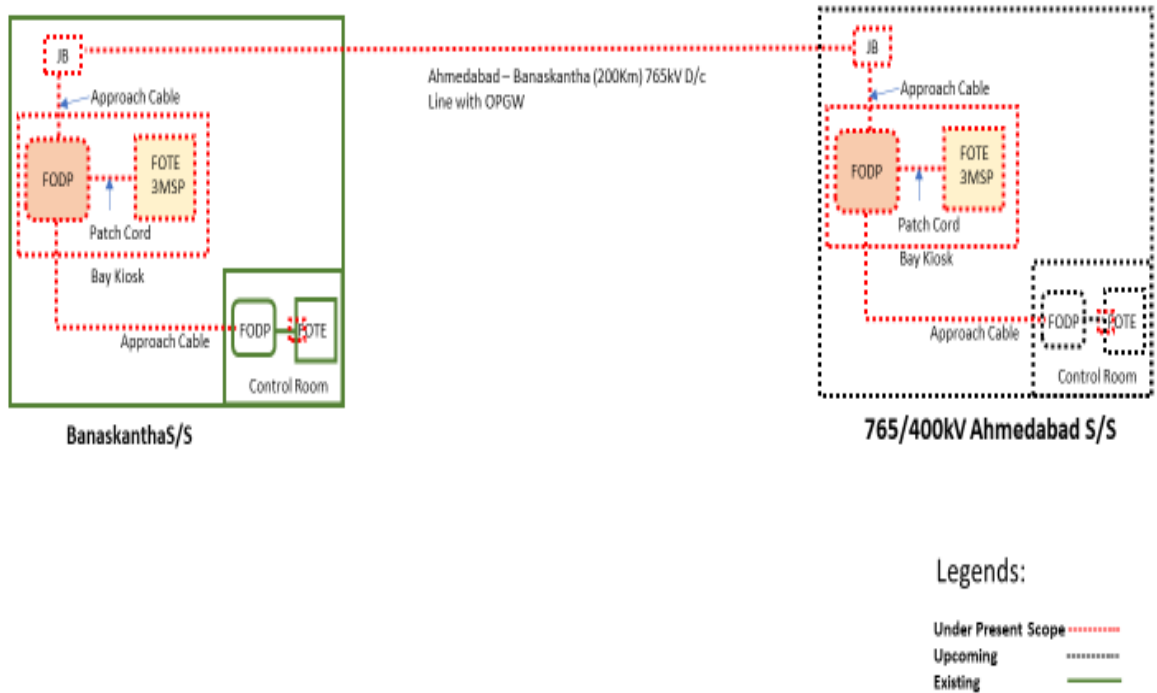 JB
Approach Cable
FODP
FOTE
3MSP
Patch Cord
Bay Kiosk
Approach Cable
FODP
FOTE
Control Room
BanaskanthaS/S
Ahmedabad – Banaskantha (200Km) 765kV D/c
Line with OPGW
JB
Approach Cable
FODP
FOTE
3MSP
Patch Cord
Bay Kiosk
Approach Cable
FODP
FOTE
Control Room
765/400kV Ahmedabad S/S
Legends:
Under Present Scope
Upcoming
Existing